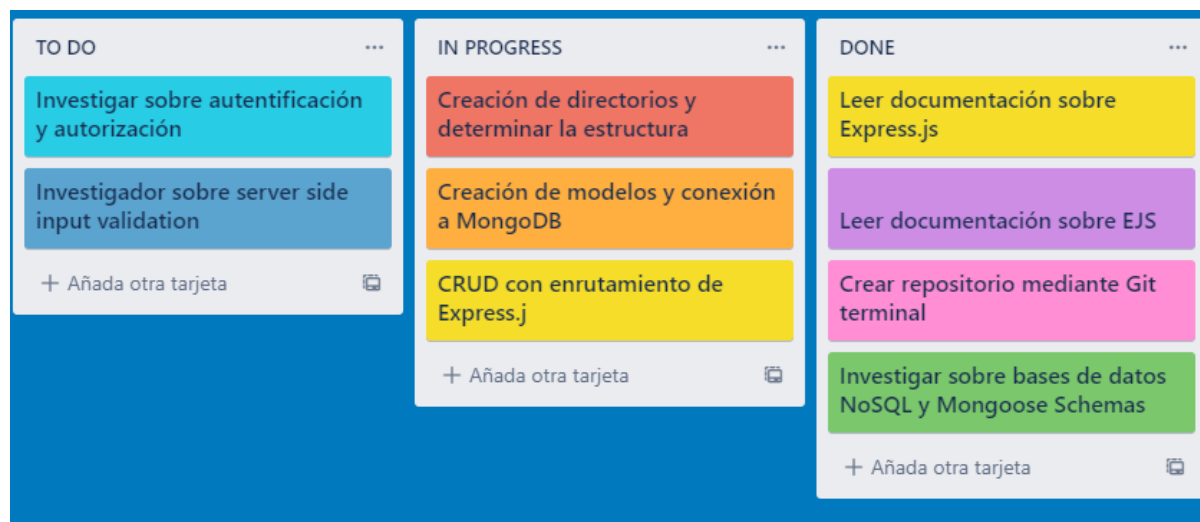 TO DO
Investigar sobre autentificación
y autorización
Investigador sobre server side
input validation
Añada otra tarjeta
IN PROGRESS
Creación de directorios y
determinar la estructura
Creación de modelos y conexión
a MongoDB
CRUD con enrutamiento de
Express.j
Añada otra tarjeta
DONE
Leer documentación sobre
Express.js
Leer documentación sobre EJS
Crear repositorio mediante Git
terminal
Investigar sobre bases de datos
NoSQL y Mongoose Schemas
Añada otra tarjeta